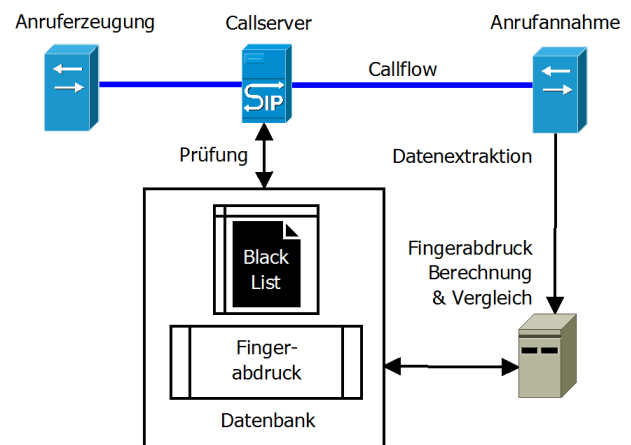 Anruferzeugung
Callserver
Anrufannahme
Callflow
SIP
Prüfung
Datenextraktion
Black
List
Fingerabdruck
Berechnung
& Vergleich
Finger-
abdruck
Datenbank